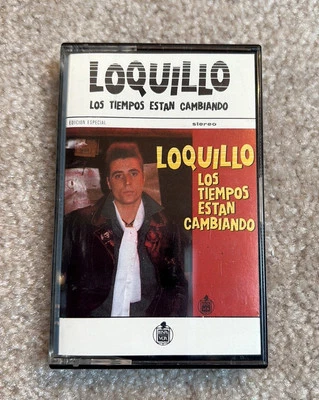 LOQUILLO
LOS TIEMPOS ESTAN CAMBIANDO
EDICION ESPECIAL
stereo
LOQUILLO
LOS
TIEMPOS
ESTAN
CAMBIANDO